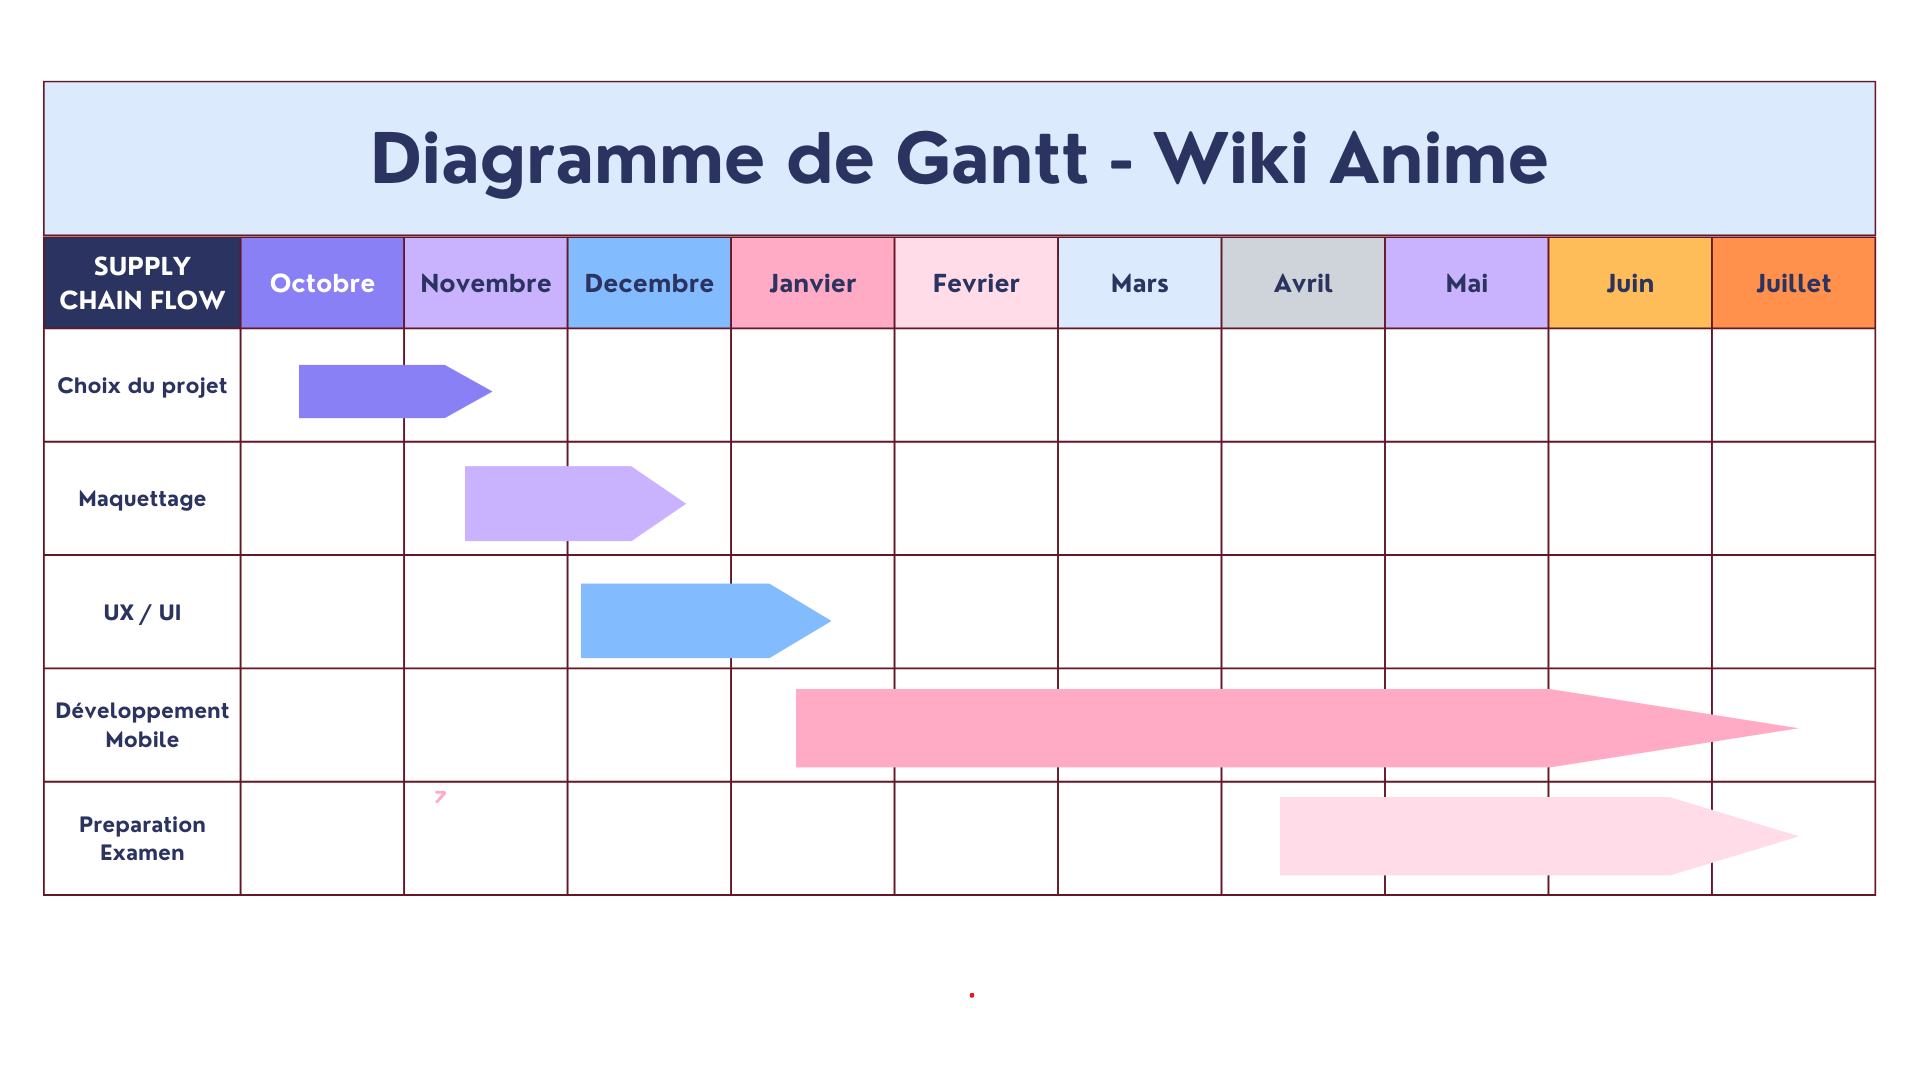 Diagramme de Gantt - Wiki Anime
SUPPLY
CHAIN FLOW
Octobre
Novembre
Decembre
Janvier
Fevrier
Mars
Avril
Mai
Juin
Juillet
Choix du projet
Maquettage
UX / UI
Développement
Mobile
Preparation
Examen